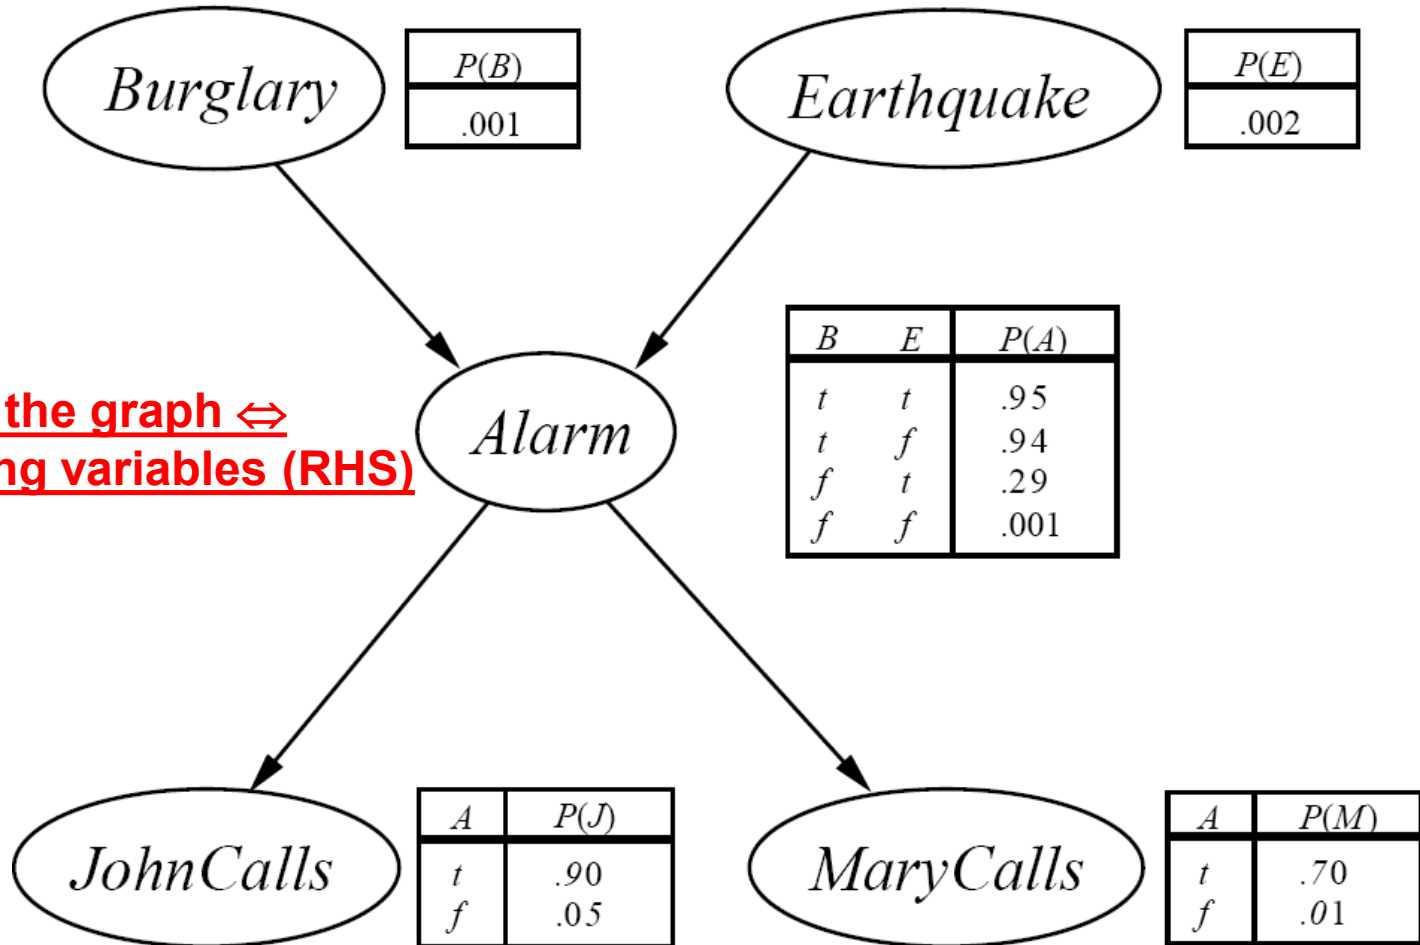 Burglary
P(B)
.001
Earthquake
P(E)
.002
the graph ⇔
ng variables (RHS)
Alarm
B E P(A)
t t .95
t f .94
f t .29
f f .001
JohnCalls
A P(J)
t .90
f .05
MaryCalls
A P(M)
t .70
f .01